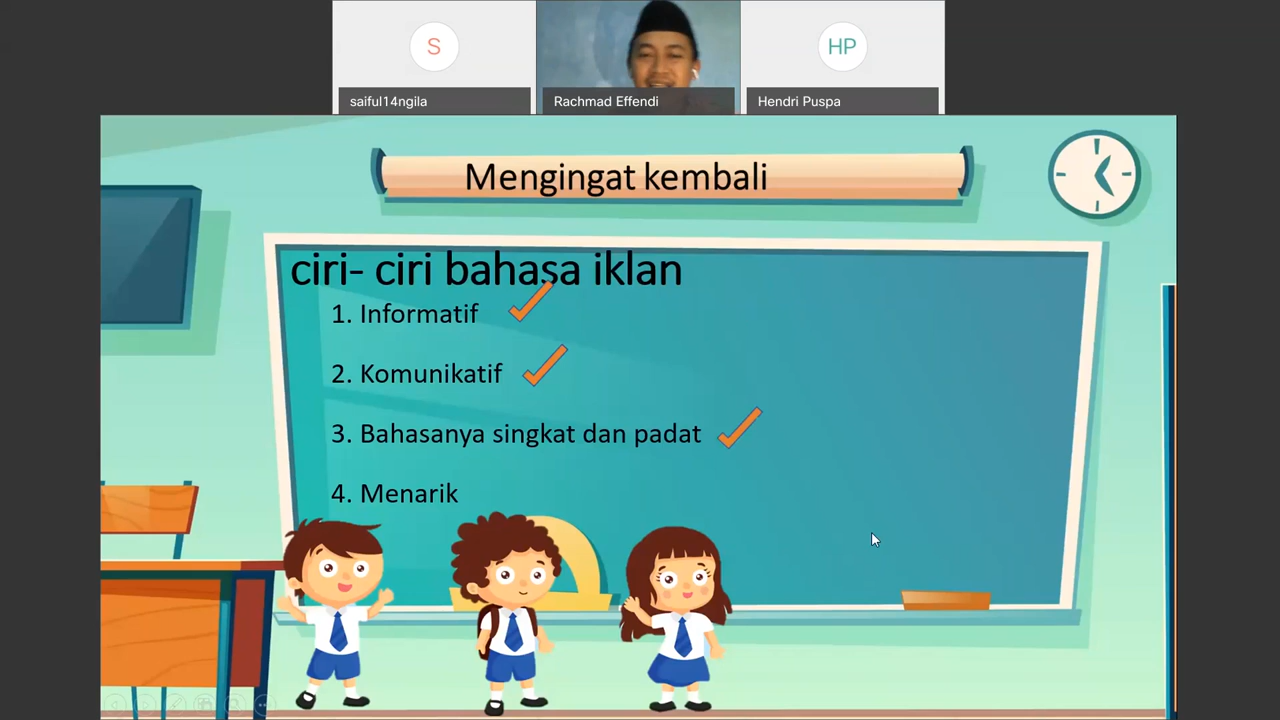 S
HP
saiful14ngila
Rachmad Effendi
Hendri Puspa
Mengingat kembali
ciri- ciri bahasa iklan
1. Informatif
2. Komunikatif
3. Bahasanya singkat dan padat
4. Menarik